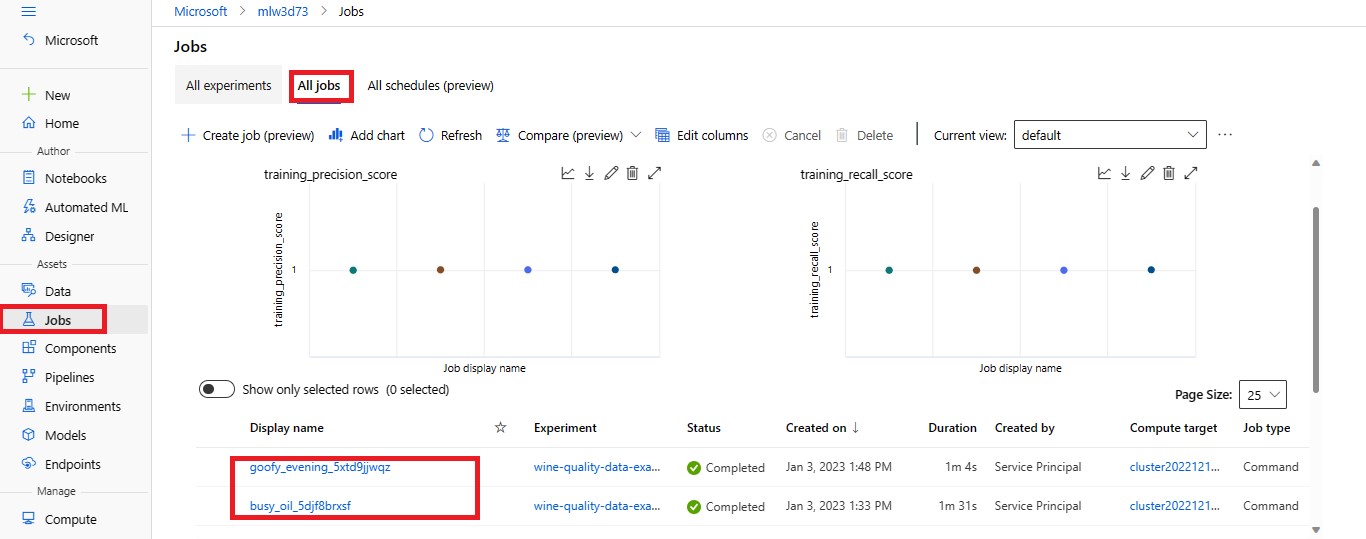 Microsoft > mlw3d73 > Jobs
Microsoft
New
Home
Author
Notebooks
Automated ML
Designer
Assets
Data
Jobs
Components
Pipelines
Environments
Models
Endpoints
Manage
Compute
Jobs
All experiments All jobs All schedules (preview)
Create job (preview) Add chart Refresh Compare (preview) Edit columns Cancel Delete Current view: default ...
training_precision_score
training_precision_score
1
Job display name
training_recall_score
training_recall_score
1
Job display name
Show only selected rows (0 selected)
Page Size: 25
Display name Experiment Status Created on ↓ Duration Created by Compute target Job type
goofy_evening_5xtd9jjwqz wine-quality-data-exa... Completed Jan 3, 2023 1:48 PM 1m 4s Service Principal cluster2022121... Command
busy_oil_5djf8brxsf wine-quality-data-exa... Completed Jan 3, 2023 1:33 PM 1m 31s Service Principal cluster2022121... Command